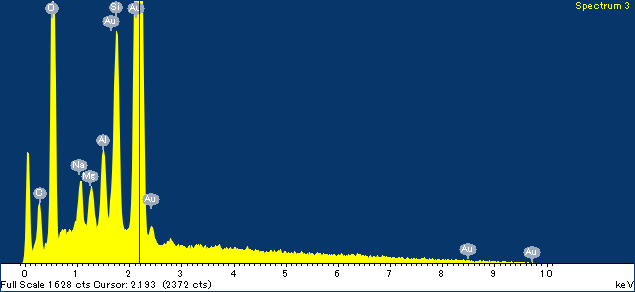 Spectrum 3
O Si Au
Au
Al
Na
Mg
C
Au
Au
Au
0 1 2 3 4 5 6 7 8 9 10
Full Scale 1628 cts Cursor: 2.193 (2372 cts) keV